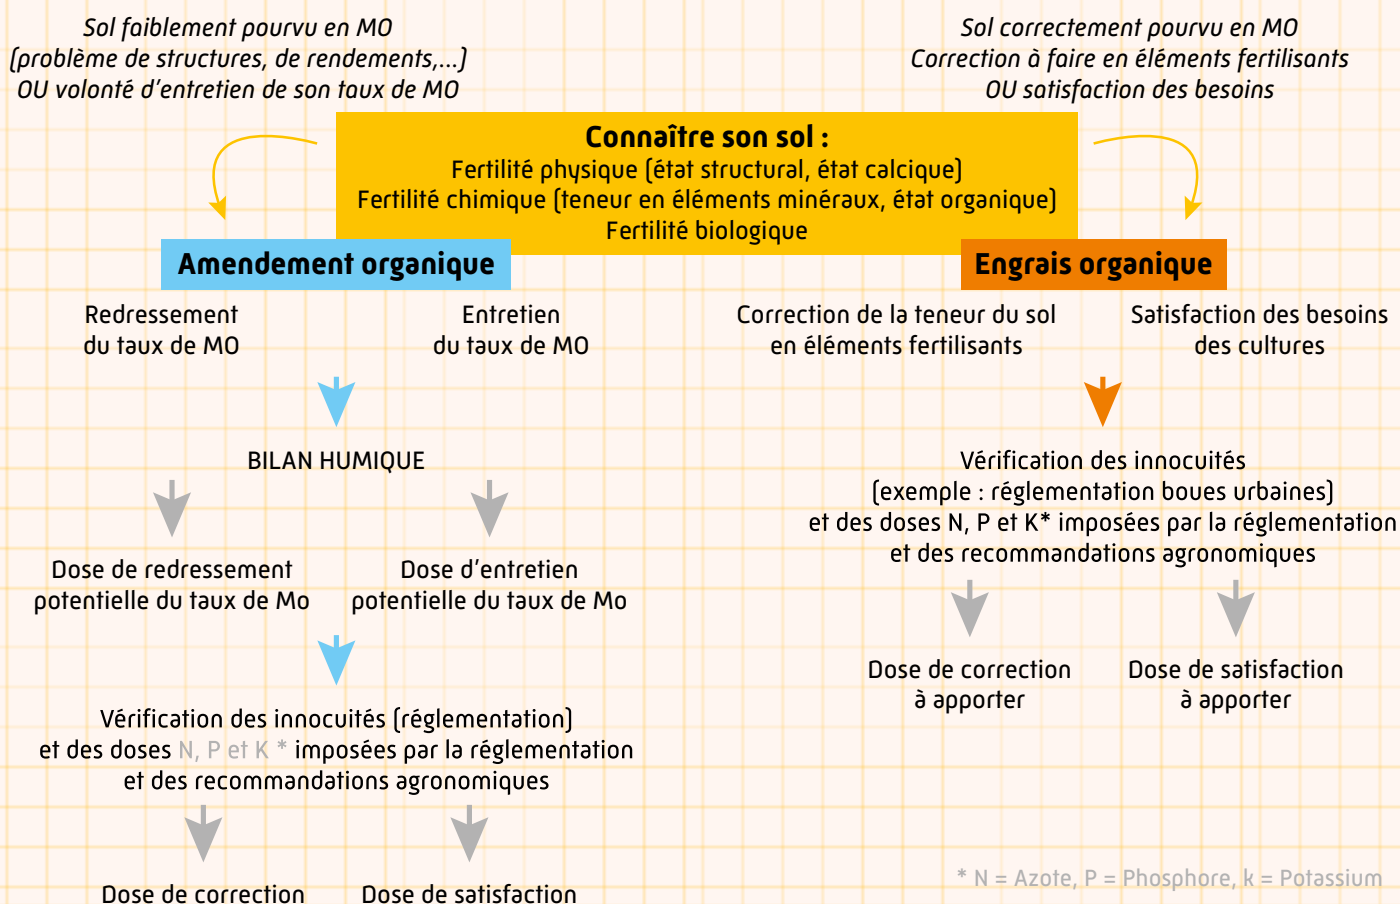 Sol faiblement pourvu en MO
(problème de structures, de rendements,...)
OU volonté d'entretien de son taux de MO
Sol correctement pourvu en MO
Correction à faire en éléments fertilisants
OU satisfaction des besoins
Connaître son sol :
Fertilité physique (état structural, état calcique)
Fertilité chimique (teneur en éléments minéraux, état organique)
Fertilité biologique
Amendement organique
Redressement
du taux de MO
Entretien
du taux de MO
BILAN HUMIQUE
Dose de redressement
potentielle du taux de Mo
Dose d'entretien
potentielle du taux de Mo
Vérification des innocuités (réglementation)
et des doses N, P et K * imposées par la réglementation
et des recommandations agronomiques
Dose de correction
Dose de satisfaction
Engrais organique
Correction de la teneur du sol
en éléments fertilisants
Satisfaction des besoins
des cultures
Vérification des innocuités
(exemple : réglementation boues urbaines)
et des doses N, P et K* imposées par la réglementation
et des recommandations agronomiques
Dose de correction
à apporter
Dose de satisfaction
à apporter
* N = Azote, P = Phosphore, k = Potassium